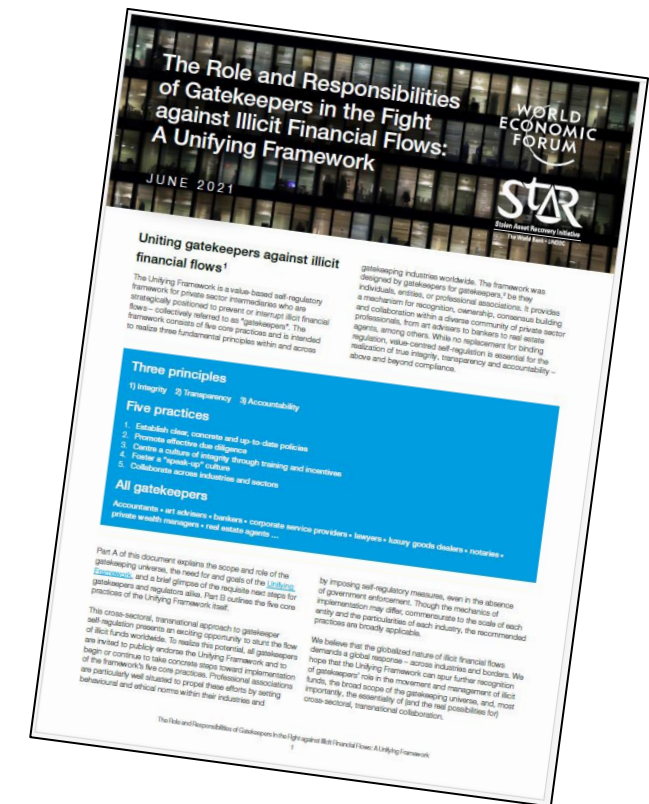 The Role and Responsibilities
of Gatekeepers in the Fight
against Illicit Financial Flows:
A Unifying Framework
JUNE 2021
WORLD
ECONOMIC
FORUM
StAR
Stolen Asset Recovery Initiative
The World Bank • UNODC
Uniting gatekeepers against illicit
financial flows¹
The Unifying Framework is a value-based self-regulatory
framework for private sector intermediaries who are
strategically positioned to prevent or interrupt illicit financial
flows – collectively referred to as "gatekeepers". The
framework consists of five core practices and is intended
to realize three fundamental principles within and across
gatekeeping industries worldwide. The framework was
designed by gatekeepers for gatekeepers,² be they
individuals, entities, or professional associations. It provides
a mechanism for recognition, ownership, consensus building
and collaboration within a diverse community of private sector
professionals, from art advisers to bankers to real estate
agents, among others. While no replacement for binding
regulation, value-centred self-regulation is essential for the
realization of true integrity, transparency and accountability –
above and beyond compliance.
Three principles
1) Integrity 2) Transparency 3) Accountability
Five practices
1. Establish clear, concrete and up-to-date policies
2. Promote effective due diligence
3. Centre a culture of integrity through training and incentives
4. Foster a "speak-up" culture
5. Collaborate across industries and sectors
All gatekeepers
Accountants • art advisers • bankers • corporate service providers • lawyers • luxury goods dealers • notaries •
private wealth managers • real estate agents ...
Part A of this document explains the scope and role of the
gatekeeping universe, the need for and goals of the Unifying
Framework, and a brief glimpse of the requisite next steps for
gatekeepers and regulators alike. Part B outlines the five core
practices of the Unifying Framework itself.
This cross-sectoral, transnational approach to gatekeeper
self-regulation presents an exciting opportunity to stunt the flow
of illicit funds worldwide. To realize this potential, all gatekeepers
are invited to publicly endorse the Unifying Framework and to
begin or continue to take concrete steps toward implementation
of the framework's five core practices. Professional associations
are particularly well situated to propel these efforts by setting
behavioural and ethical norms within their industries and
by imposing self-regulatory measures, even in the absence
of government enforcement. Though the mechanics of
implementation may differ, commensurate to the scale of each
entity and the particularities of each industry, the recommended
practices are broadly applicable.
We believe that the globalized nature of illicit financial flows
demands a global response – across industries and borders. We
hope that the Unifying Framework can spur further recognition
of gatekeepers' role in the movement and management of illicit
funds, the broad scope of the gatekeeping universe, and, most
importantly, the essentiality of (and the real possibilities for)
cross-sectoral, transnational collaboration.
The Role and Responsibilities of Gatekeepers in the Fight against Illicit Financial Flows: A Unifying Framework
1